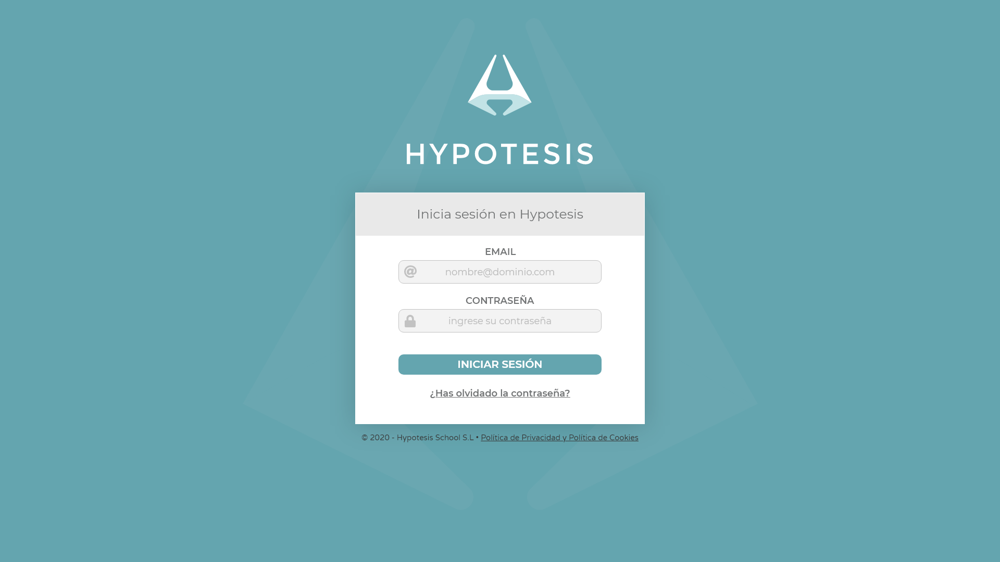 HYPOTESIS
Inicia sesión en Hypotesis
EMAIL
nombre@dominio.com
CONTRASEÑA
ingrese su contraseña
INICIAR SESIÓN
¿Has olvidado la contraseña?
© 2020 - Hypotesis School S.L • Política de Privacidad y Política de Cookies